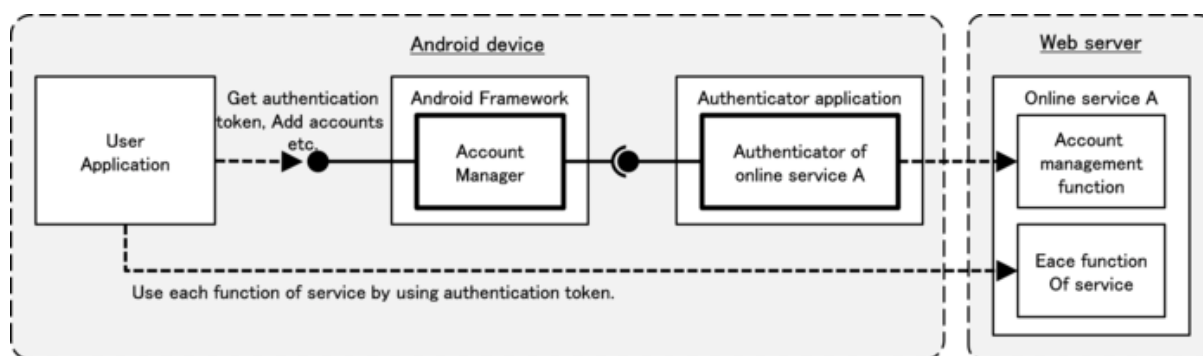 Android device
Web server
User
Application
Get authentication
token, Add accounts
etc.
Android Framework
Account
Manager
Authenticator application
Authenticator of
online service A
Online service A
Account
management
function
Eace function
Of service
Use each function of service by using authentication token.